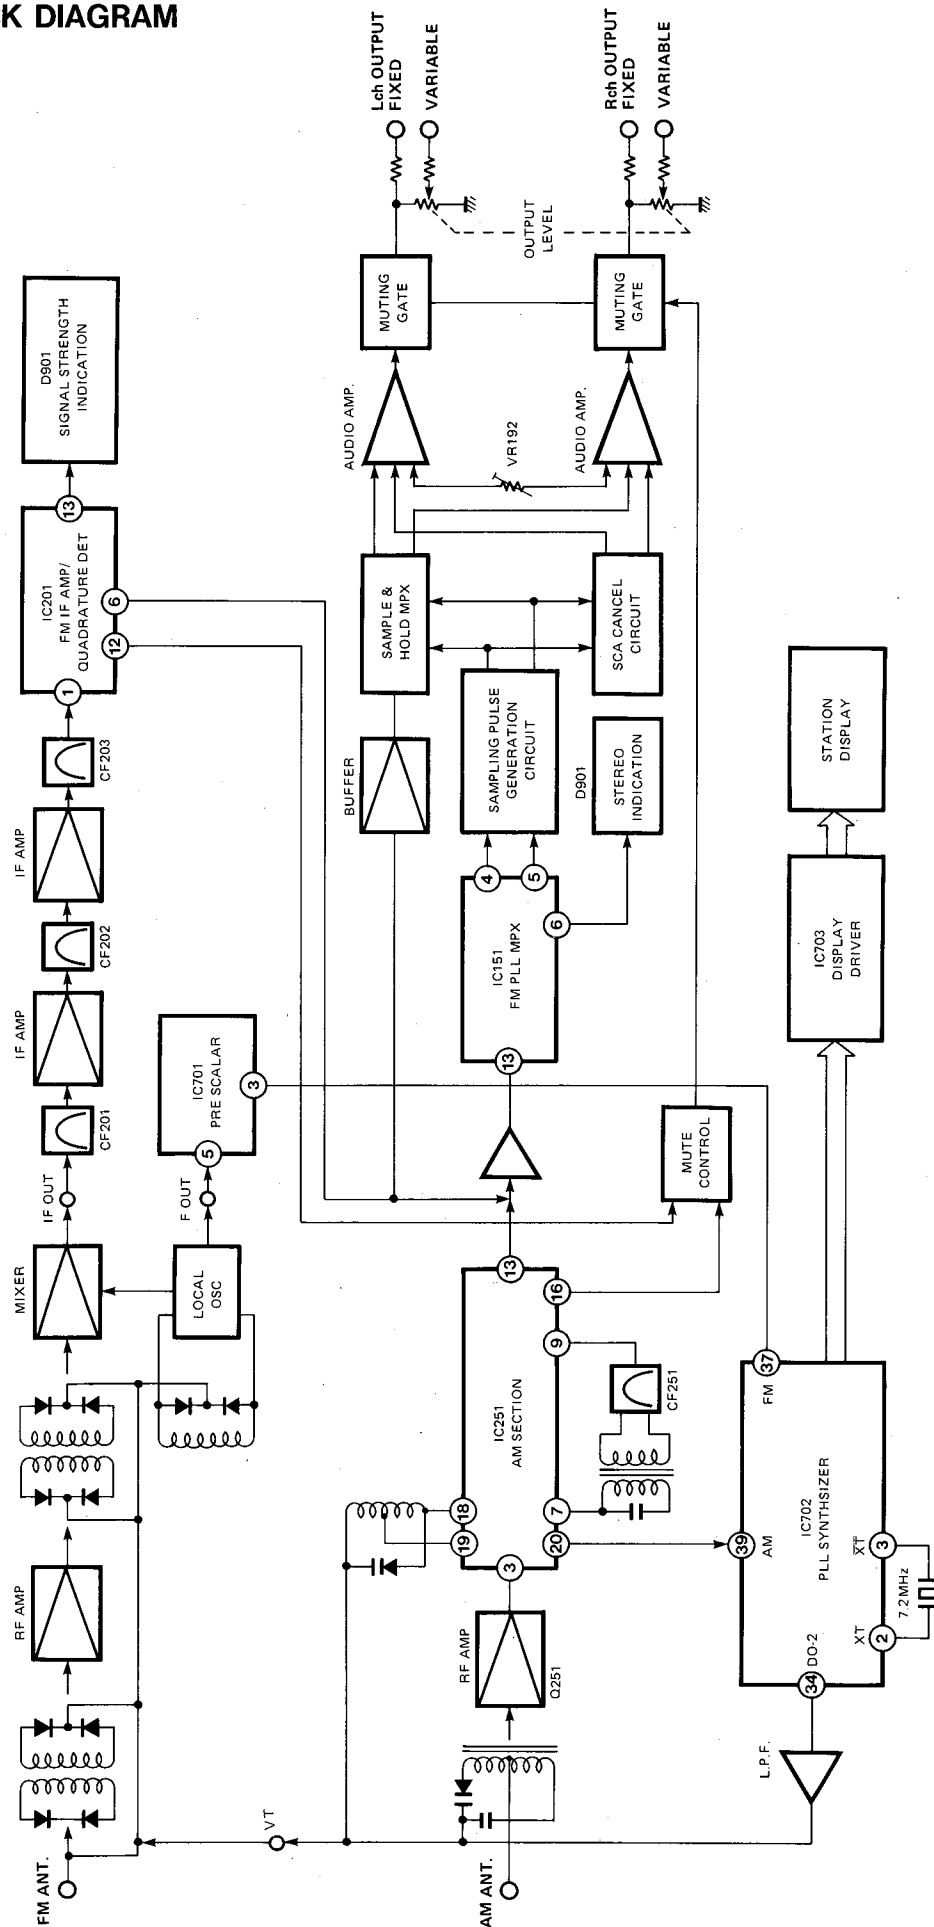 CK DIAGRAM
FM ANT.
RF AMP
MIXER
IF OUT
CF201
IF AMP
CF202
IF AMP
CF203
1
IC201
FM IF AMP/
QUADRATURE DET
12
6
13
D901
SIGNAL STRENGTH
INDICATION
LOCAL
OSC
F OUT
5
IC701
PRE SCALAR
3
VT
AM ANT.
RF AMP
Q251
3
19
18
20
7
9
16
13
IC251
AM SECTION
CF251
13
IC151
FM PLL MPX
4
5
6
BUFFER
SAMPLING PULSE
GENERATION
CIRCUIT
D901
STEREO
INDICATION
SAMPLE &
HOLD MPX
SCA CANCEL
CIRCUIT
AUDIO AMP.
VR192
AUDIO AMP.
MUTING
GATE
MUTING
GATE
OUTPUT
LEVEL
Lch OUTPUT
FIXED
VARIABLE
Rch OUTPUT
FIXED
VARIABLE
MUTE
CONTROL
L.P.F.
34
DO-2
39
AM
37
FM
IC702
PLL SYNTHSIZER
XT
2
XT
3
7.2MHz
IC703
DISPLAY
DRIVER
STATION
DISPLAY